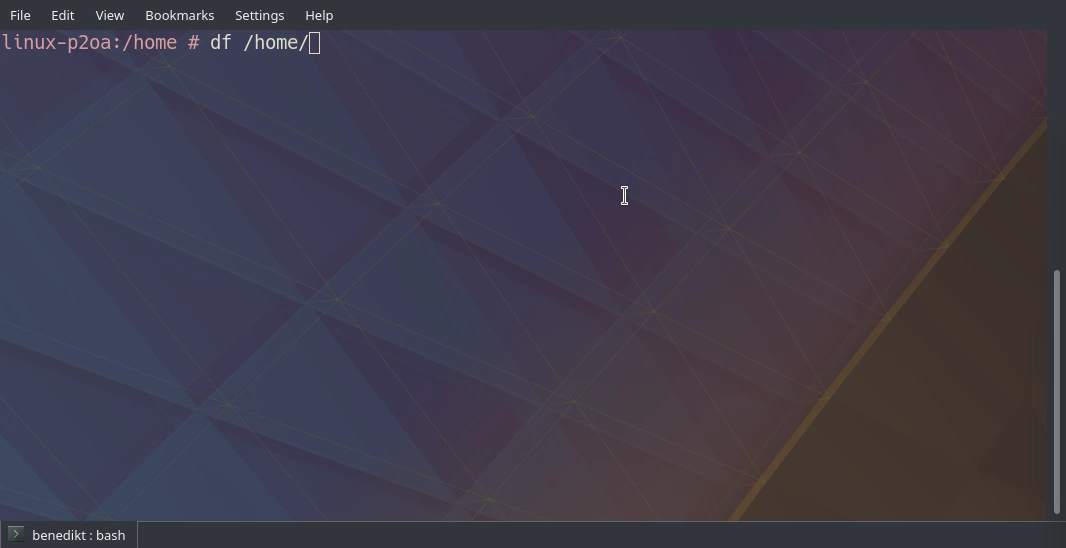 File Edit View Bookmarks Settings Help
linux-p2oa:/home # df /home/
benedikt : bash